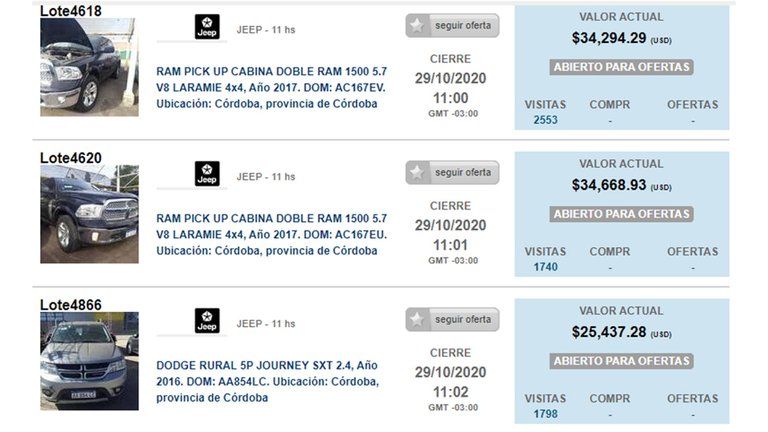 Lote4618
Jeep
JEEP - 11 hs
RAM PICK UP CABINA DOBLE RAM 1500 5.7
V8 LARAMIE 4x4, Año 2017. DOM: AC167EV.
Ubicación: Córdoba, provincia de Córdoba
seguir oferta
CIERRE
29/10/2020
11:00
GMT -03:00
VALOR ACTUAL
$34,294.29 (USD)
ABIERTO PARA OFERTAS
VISITAS COMPR OFERTAS
2553 - -
Lote4620
Jeep
JEEP - 11 hs
RAM PICK UP CABINA DOBLE RAM 1500 5.7
V8 LARAMIE 4x4, Año 2017. DOM: AC167EU.
Ubicación: Córdoba, provincia de Córdoba
seguir oferta
CIERRE
29/10/2020
11:01
GMT -03:00
VALOR ACTUAL
$34,668.93 (USD)
ABIERTO PARA OFERTAS
VISITAS COMPR OFERTAS
1740 - -
Lote4866
AA 854 LC
Jeep
JEEP - 11 hs
DODGE RURAL 5P JOURNEY SXT 2.4, Año
2016. DOM: AA854LC. Ubicación: Córdoba,
provincia de Córdoba
seguir oferta
CIERRE
29/10/2020
11:02
GMT -03:00
VALOR ACTUAL
$25,437.28 (USD)
ABIERTO PARA OFERTAS
VISITAS COMPR OFERTAS
1798 - -